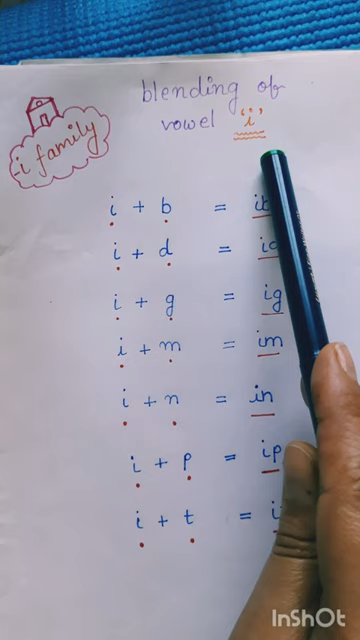 blending of
vowel 'i'
-i family
i + b = ib
i + d = id
i + g = ig
i + m = im
i + n = in
i + p = ip
i + t = i
InShOt